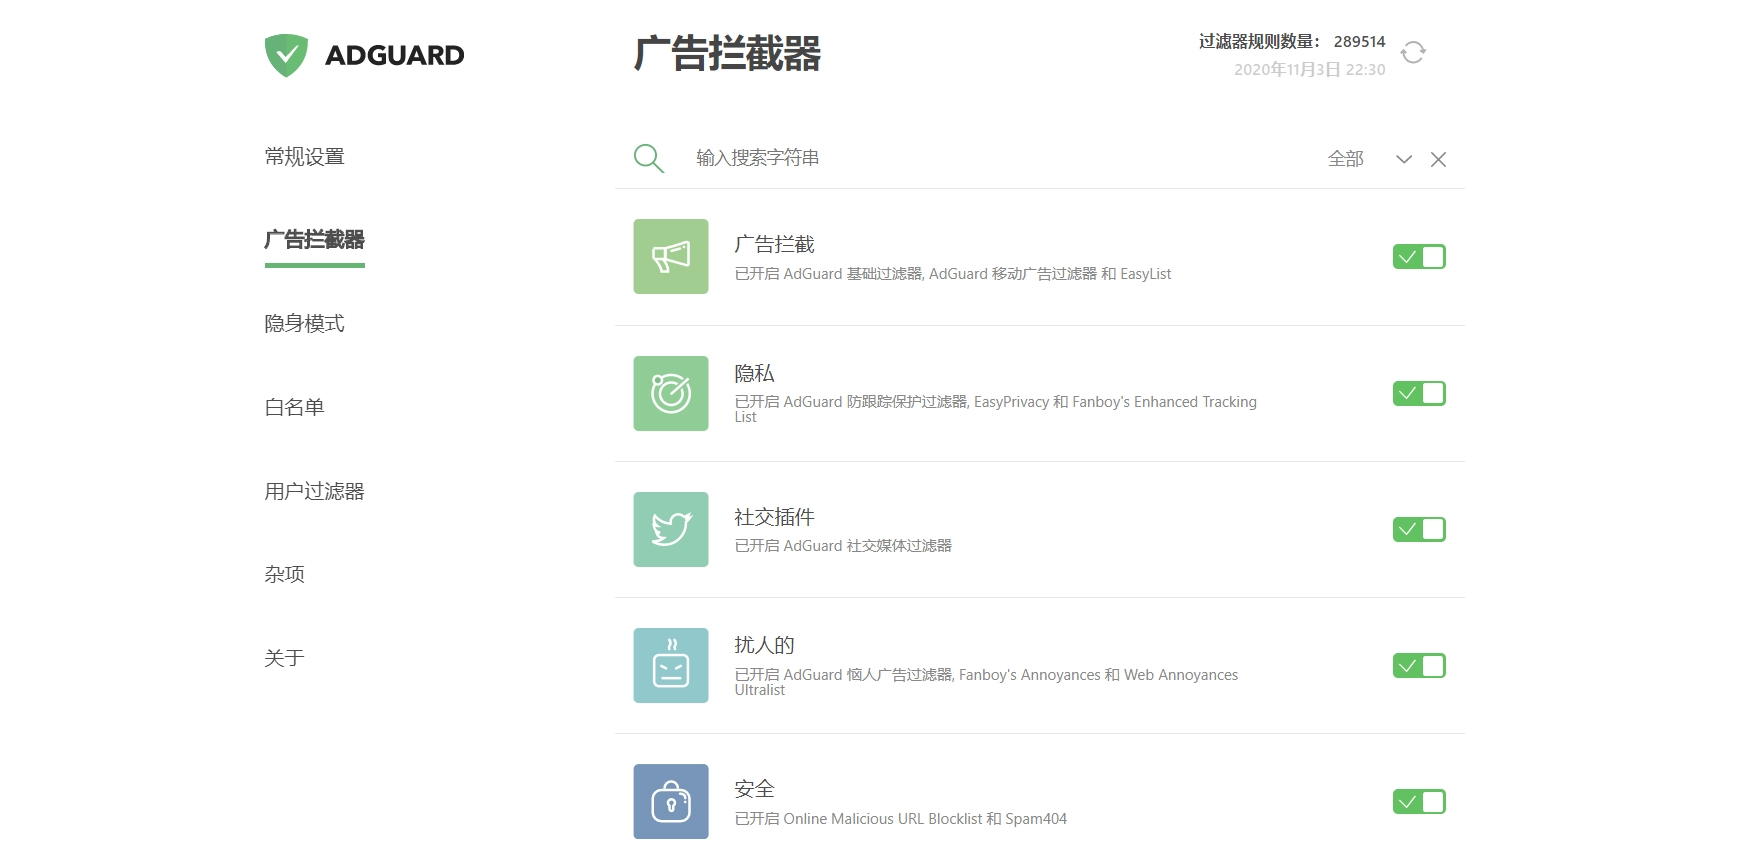 ADGUARD
常规设置
广告拦截器
隐身模式
白名单
用户过滤器
杂项
关于
广告拦截器
过滤器规则数量： 289514
2020年11月3日 22:30
输入搜索字符串
全部
广告拦截
已开启 AdGuard 基础过滤器, AdGuard 移动广告过滤器 和 EasyList
隐私
已开启 AdGuard 防跟踪保护过滤器, EasyPrivacy 和 Fanboy's Enhanced Tracking
List
社交插件
已开启 AdGuard 社交媒体过滤器
扰人的
已开启 AdGuard 恼人广告过滤器, Fanboy's Annoyances 和 Web Annoyances
Ultralist
安全
已开启 Online Malicious URL Blocklist 和 Spam404